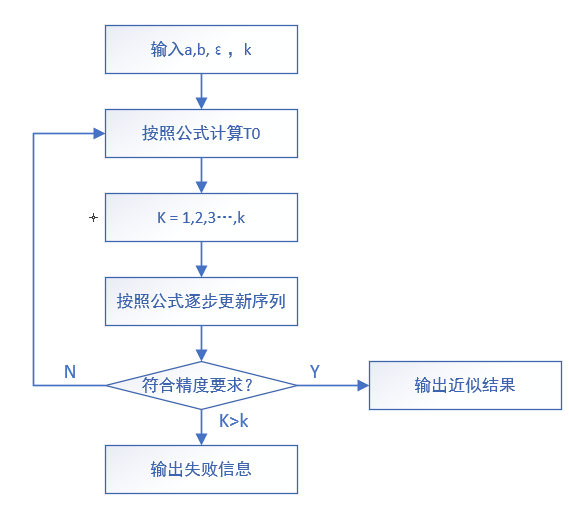 输入a,b, ε ，k
按照公式计算T0
K = 1,2,3…,k
按照公式逐步更新序列
符合精度要求？
N
Y
输出近似结果
K>k
输出失败信息